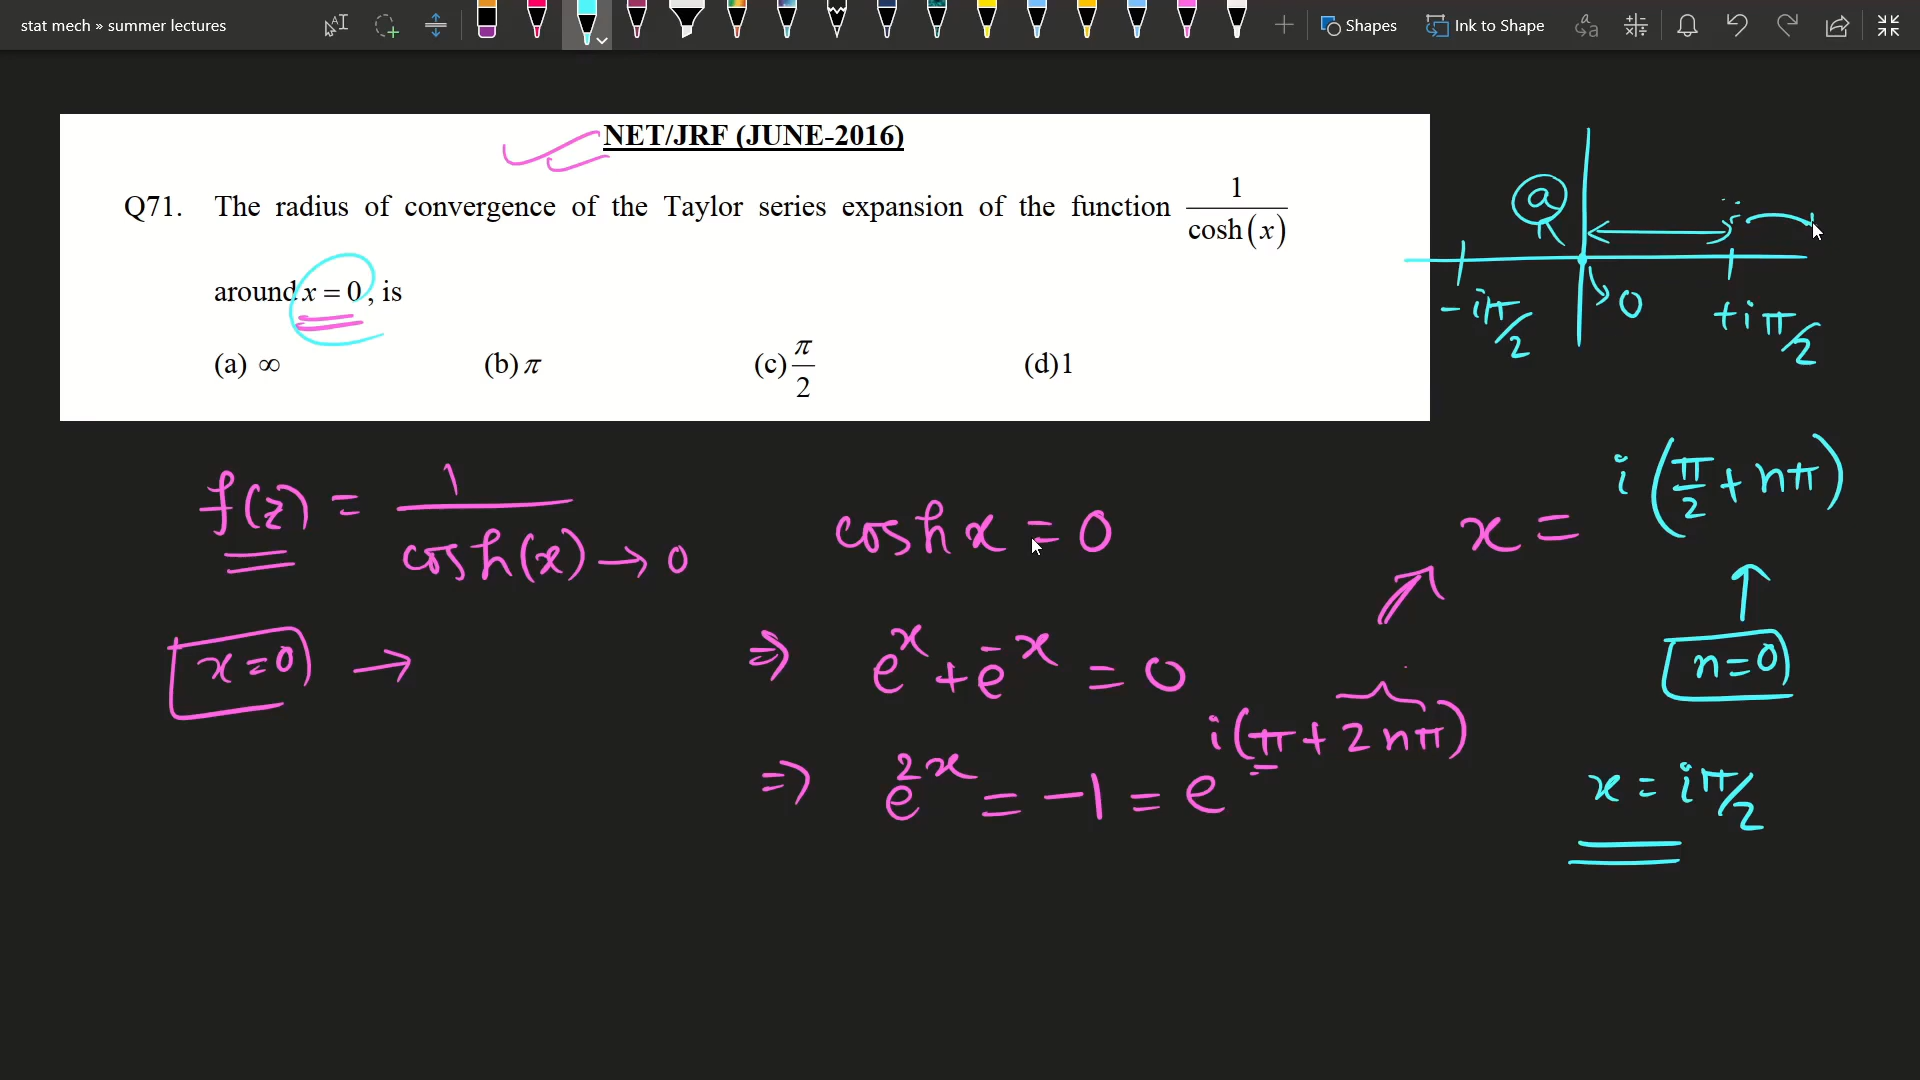 stat mech » summer lectures
Shapes
Ink to Shape
NET/JRF (JUNE-2016)
Q71. The radius of convergence of the Taylor series expansion of the function 1/cosh(x)
around x = 0, is
(a) ∞ (b) π (c) π/2 (d) 1
-iπ/2 0 +iπ/2
f(z) = 1/cosh(x) → 0
x=0 →
cosh x = 0
⇒ e^x + e^-x = 0
⇒ e^2x = -1 = e^i(π + 2nπ)
x = i(π/2 + nπ)
n=0
x = iπ/2